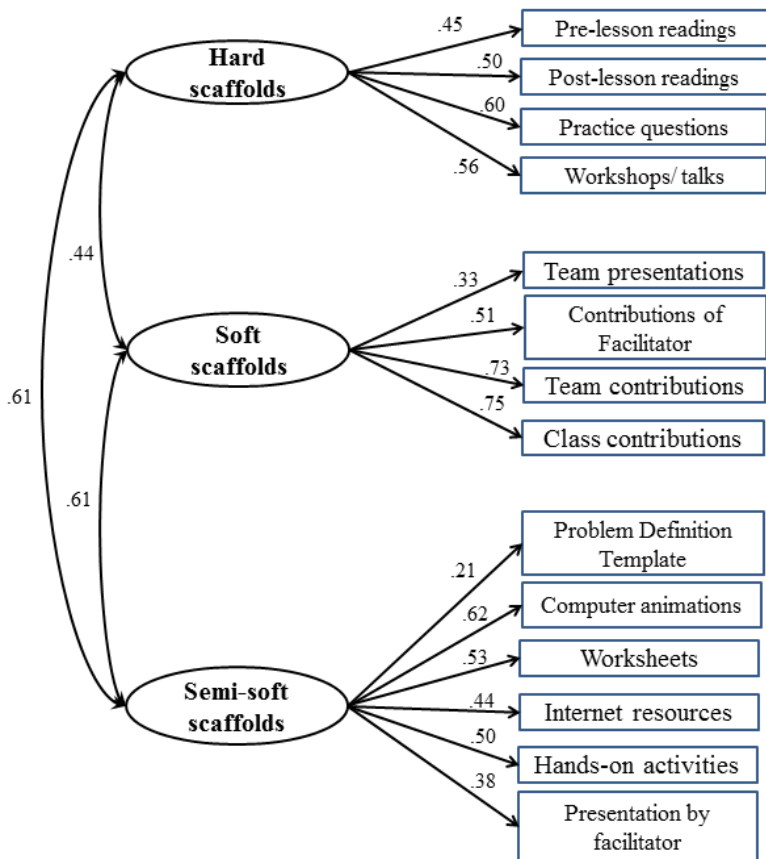 Hard
scaffolds
.45
Pre-lesson readings
.50
Post-lesson readings
.60
Practice questions
.56
Workshops/ talks
.44
Soft
scaffolds
.33
Team presentations
.51
Contributions of
Facilitator
.73
Team contributions
.75
Class contributions
.61
.61
Semi-soft
scaffolds
.21
Problem Definition
Template
.62
Computer animations
.53
Worksheets
.44
Internet resources
.50
Hands-on activities
.38
Presentation by
facilitator